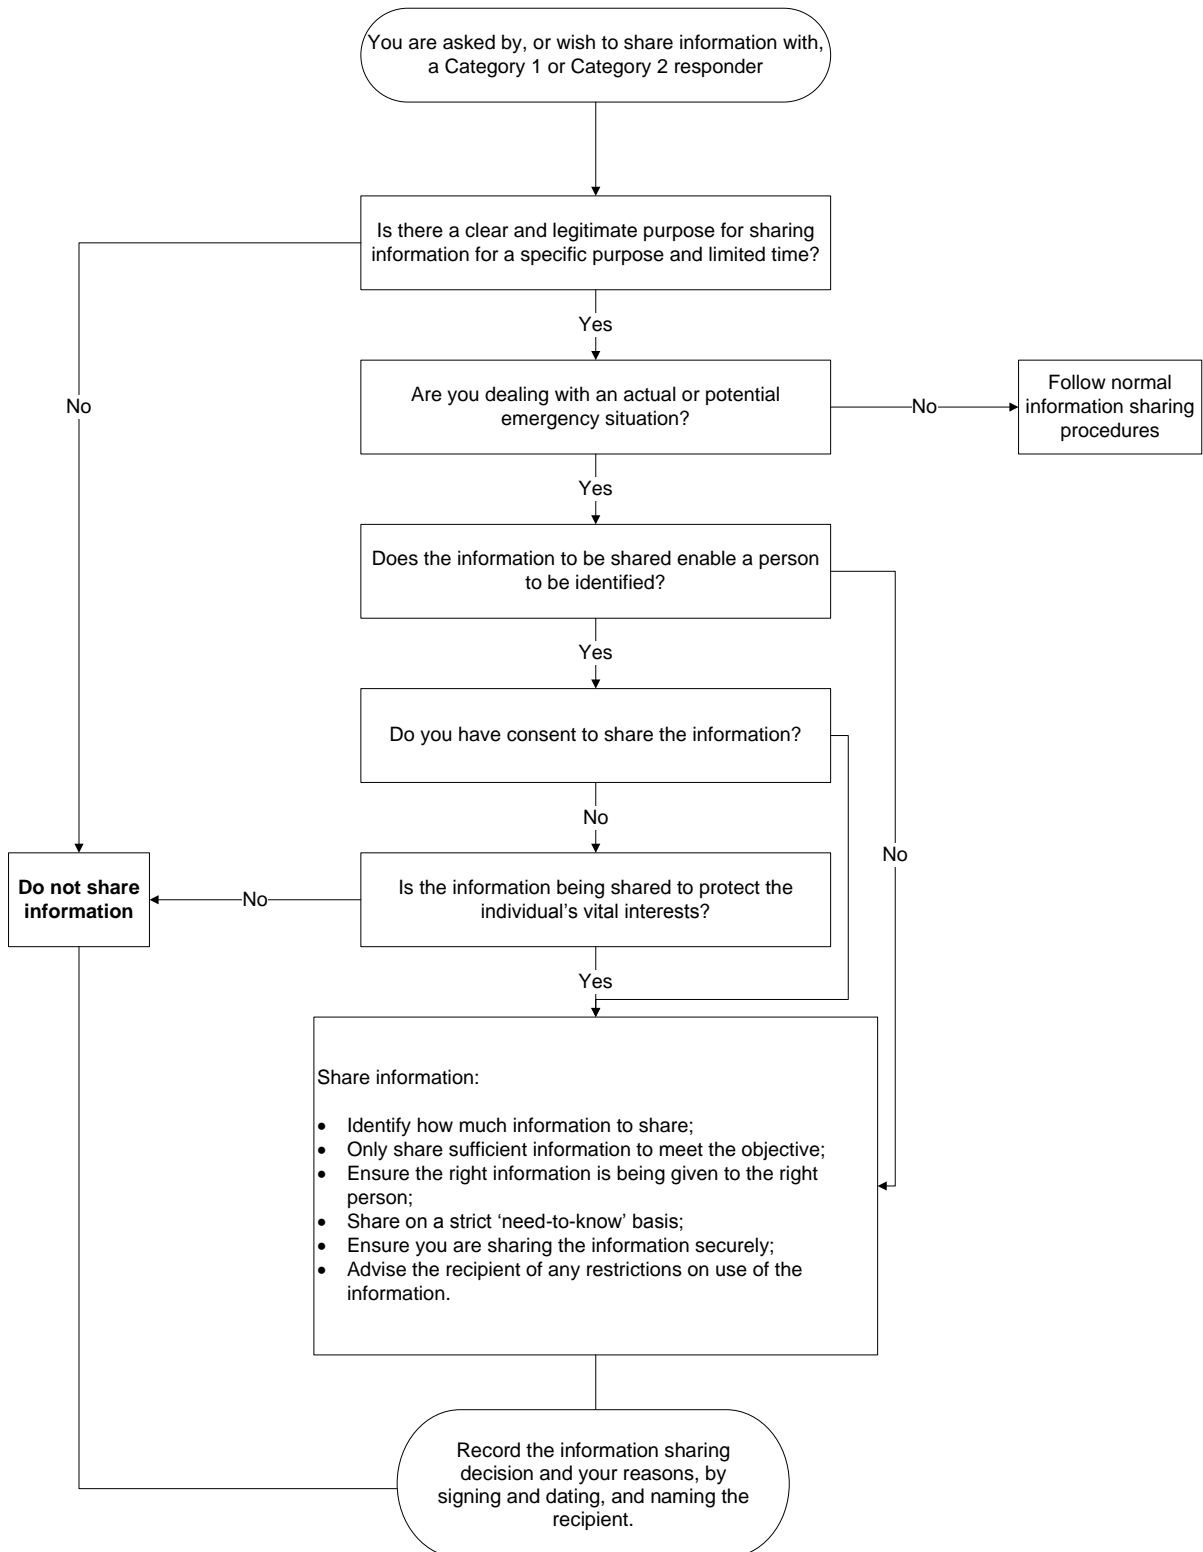 You are asked by, or wish to share information with,
a Category 1 or Category 2 responder
Is there a clear and legitimate purpose for sharing
information for a specific purpose and limited time?
Yes
No
Are you dealing with an actual or potential
emergency situation?
No
Follow normal
information sharing
procedures
Yes
Does the information to be shared enable a person
to be identified?
Yes
Do you have consent to share the information?
No
No
Do not share
information
No
Is the information being shared to protect the
individual’s vital interests?
Yes
Share information:
• Identify how much information to share;
• Only share sufficient information to meet the objective;
• Ensure the right information is being given to the right
person;
• Share on a strict ‘need-to-know’ basis;
• Ensure you are sharing the information securely;
• Advise the recipient of any restrictions on use of the
information.
Record the information sharing
decision and your reasons, by
signing and dating, and naming the
recipient.